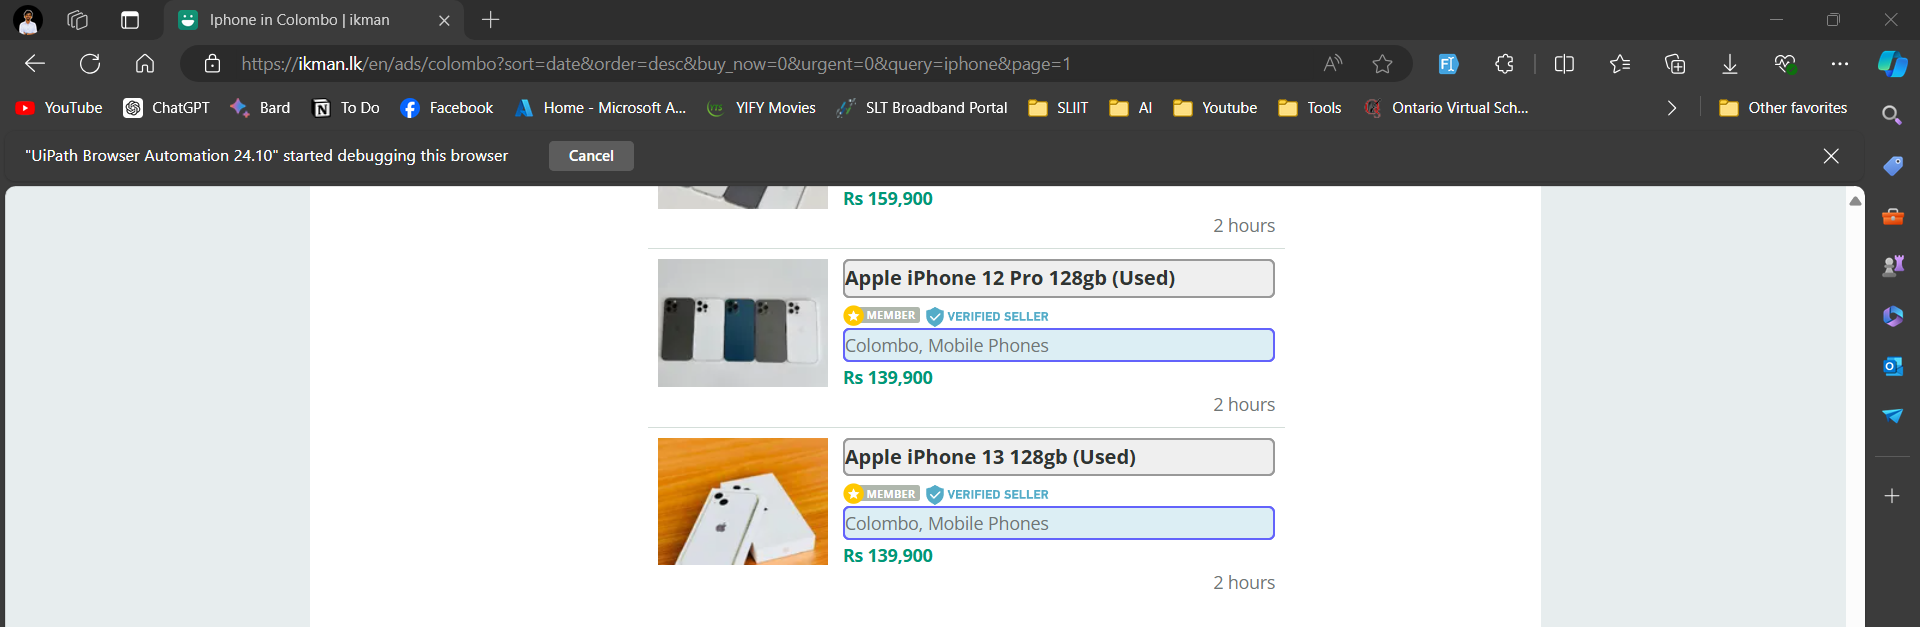 Iphone in Colombo | ikman
https://ikman.lk/en/ads/colombo?sort=date&order=desc&buy_now=0&urgent=0&query=iphone&page=1
YouTube ChatGPT Bard To Do Facebook Home - Microsoft A... YIFY Movies SLT Broadband Portal SLIIT AI Youtube Tools Ontario Virtual Sch... Other favorites
"UiPath Browser Automation 24.10" started debugging this browser Cancel
Rs 159,900
2 hours
Apple iPhone 12 Pro 128gb (Used)
MEMBER VERIFIED SELLER
Colombo, Mobile Phones
Rs 139,900
2 hours
Apple iPhone 13 128gb (Used)
MEMBER VERIFIED SELLER
Colombo, Mobile Phones
Rs 139,900
2 hours